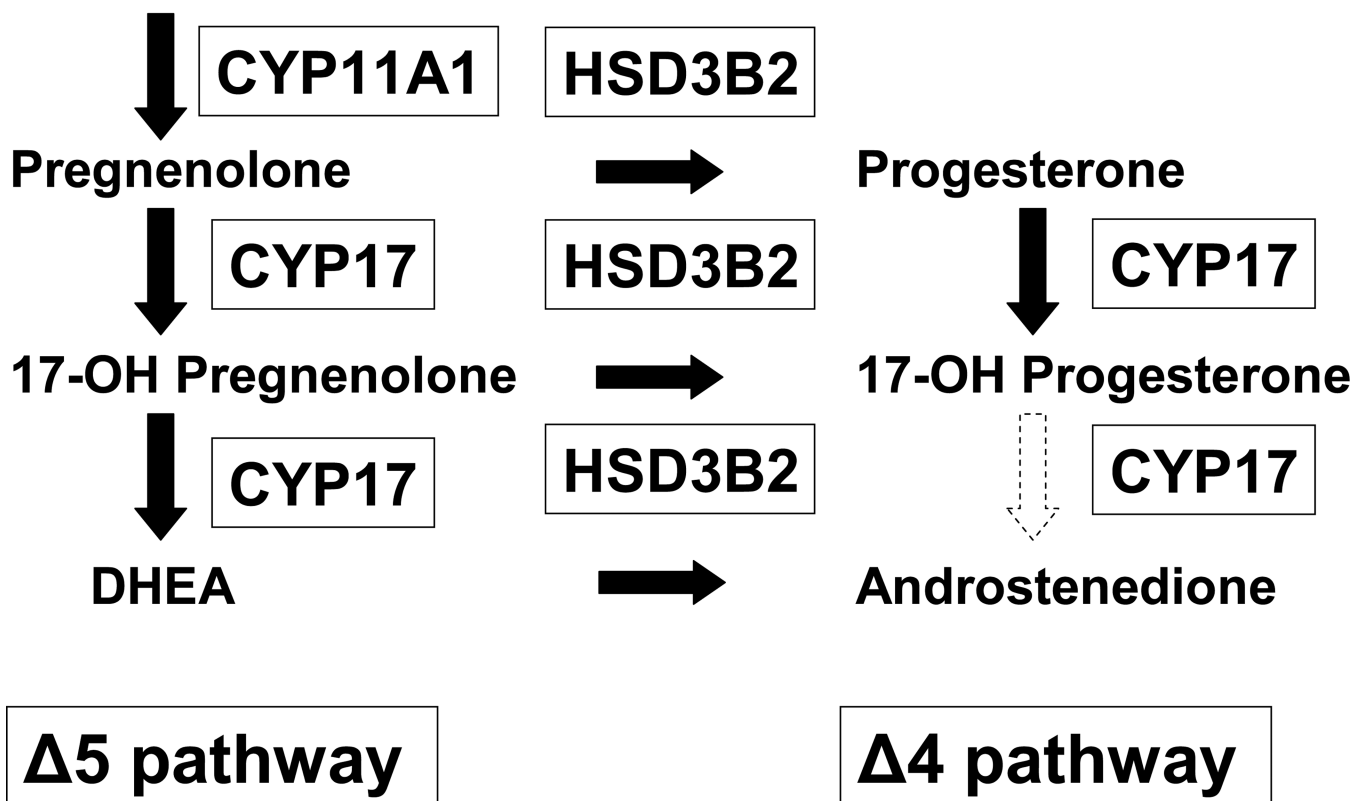 CYP11A1 HSD3B2
Pregnenolone Progesterone
CYP17 HSD3B2 CYP17
17-OH Pregnenolone 17-OH Progesterone
CYP17 HSD3B2 CYP17
DHEA Androstenedione
Δ5 pathway Δ4 pathway